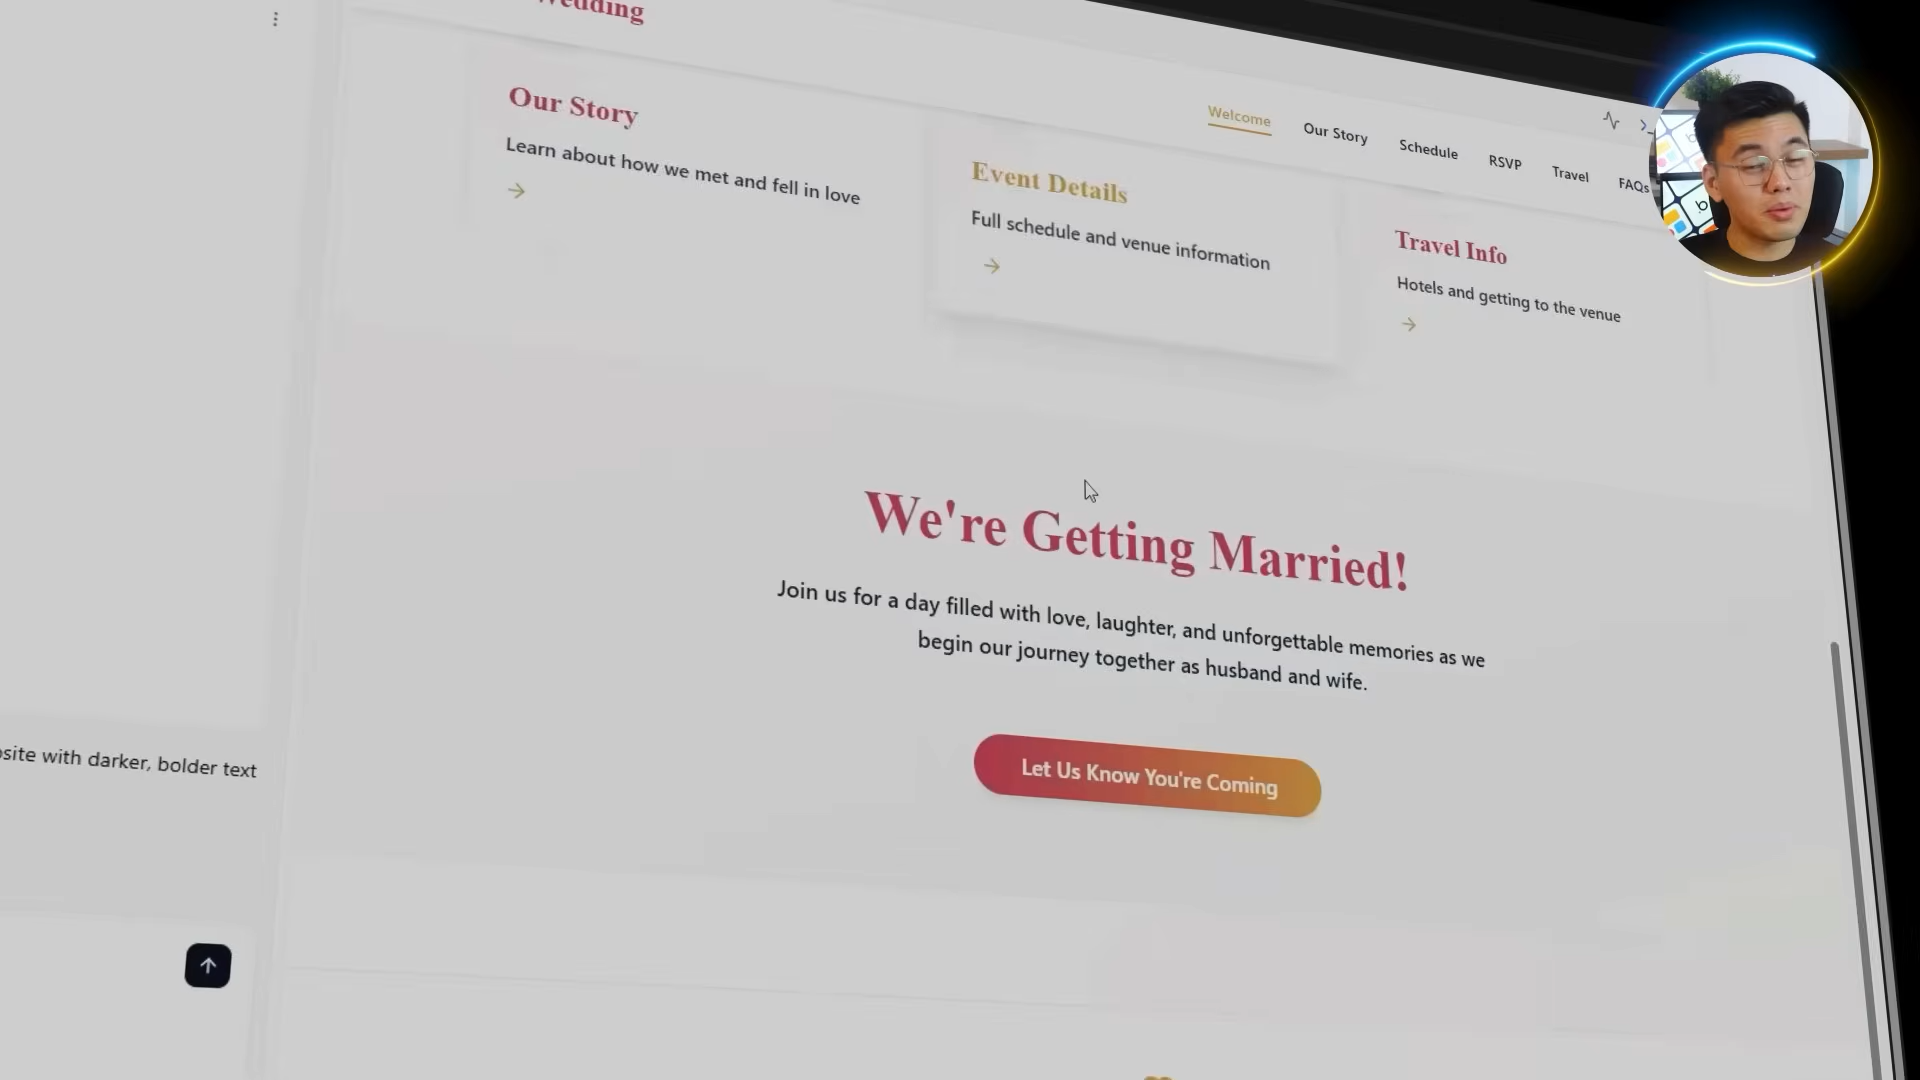 Wedding
Welcome
Our Story
Schedule
RSVP
Travel
FAQs
Our Story
Learn about how we met and fell in love
Event Details
Full schedule and venue information
Travel Info
Hotels and getting to the venue
We're Getting Married!
Join us for a day filled with love, laughter, and unforgettable memories as we
begin our journey together as husband and wife.
Let Us Know You're Coming
with darker, bolder text